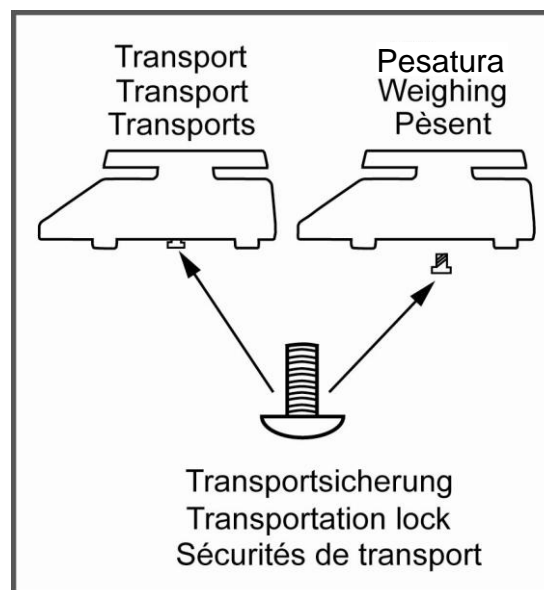 Transport
Transport
Transports
Pesatura
Weighing
Pèsent
Transportsicherung
Transportation lock
Sécurités de transport